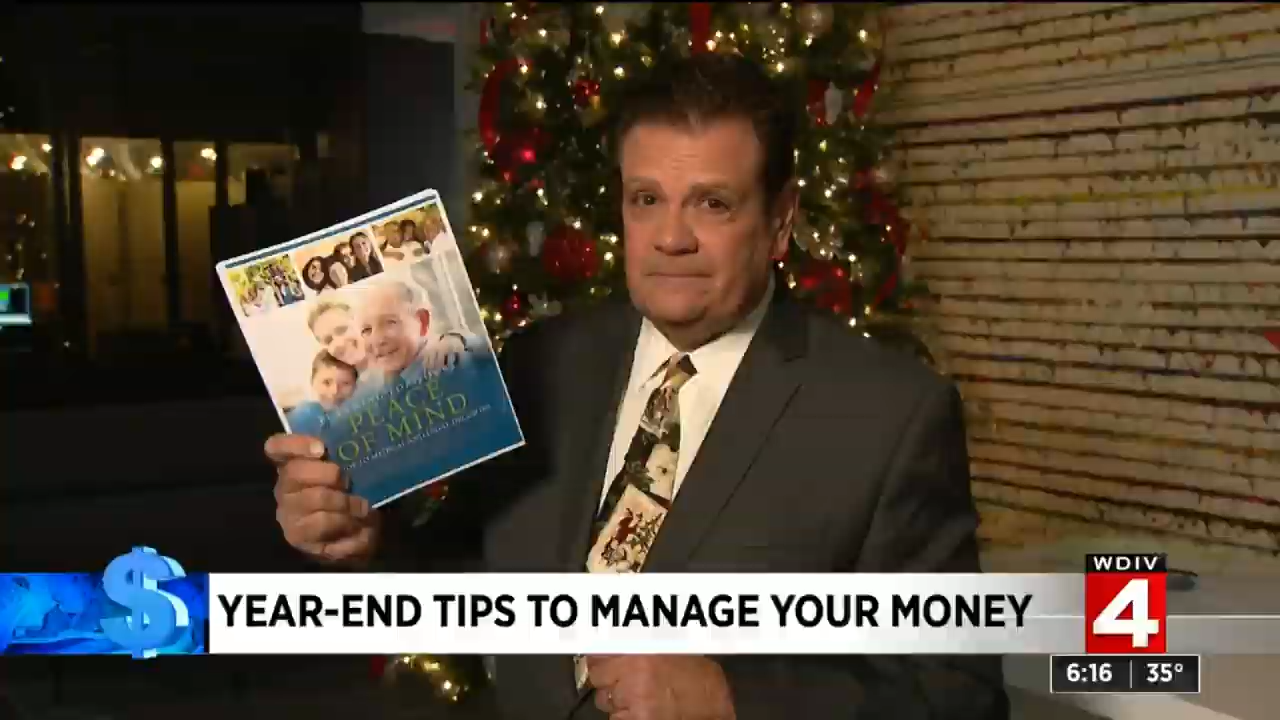 PEACE
OF MIND
YEAR-END TIPS TO MANAGE YOUR MONEY
WDIV
4
6:16 35°